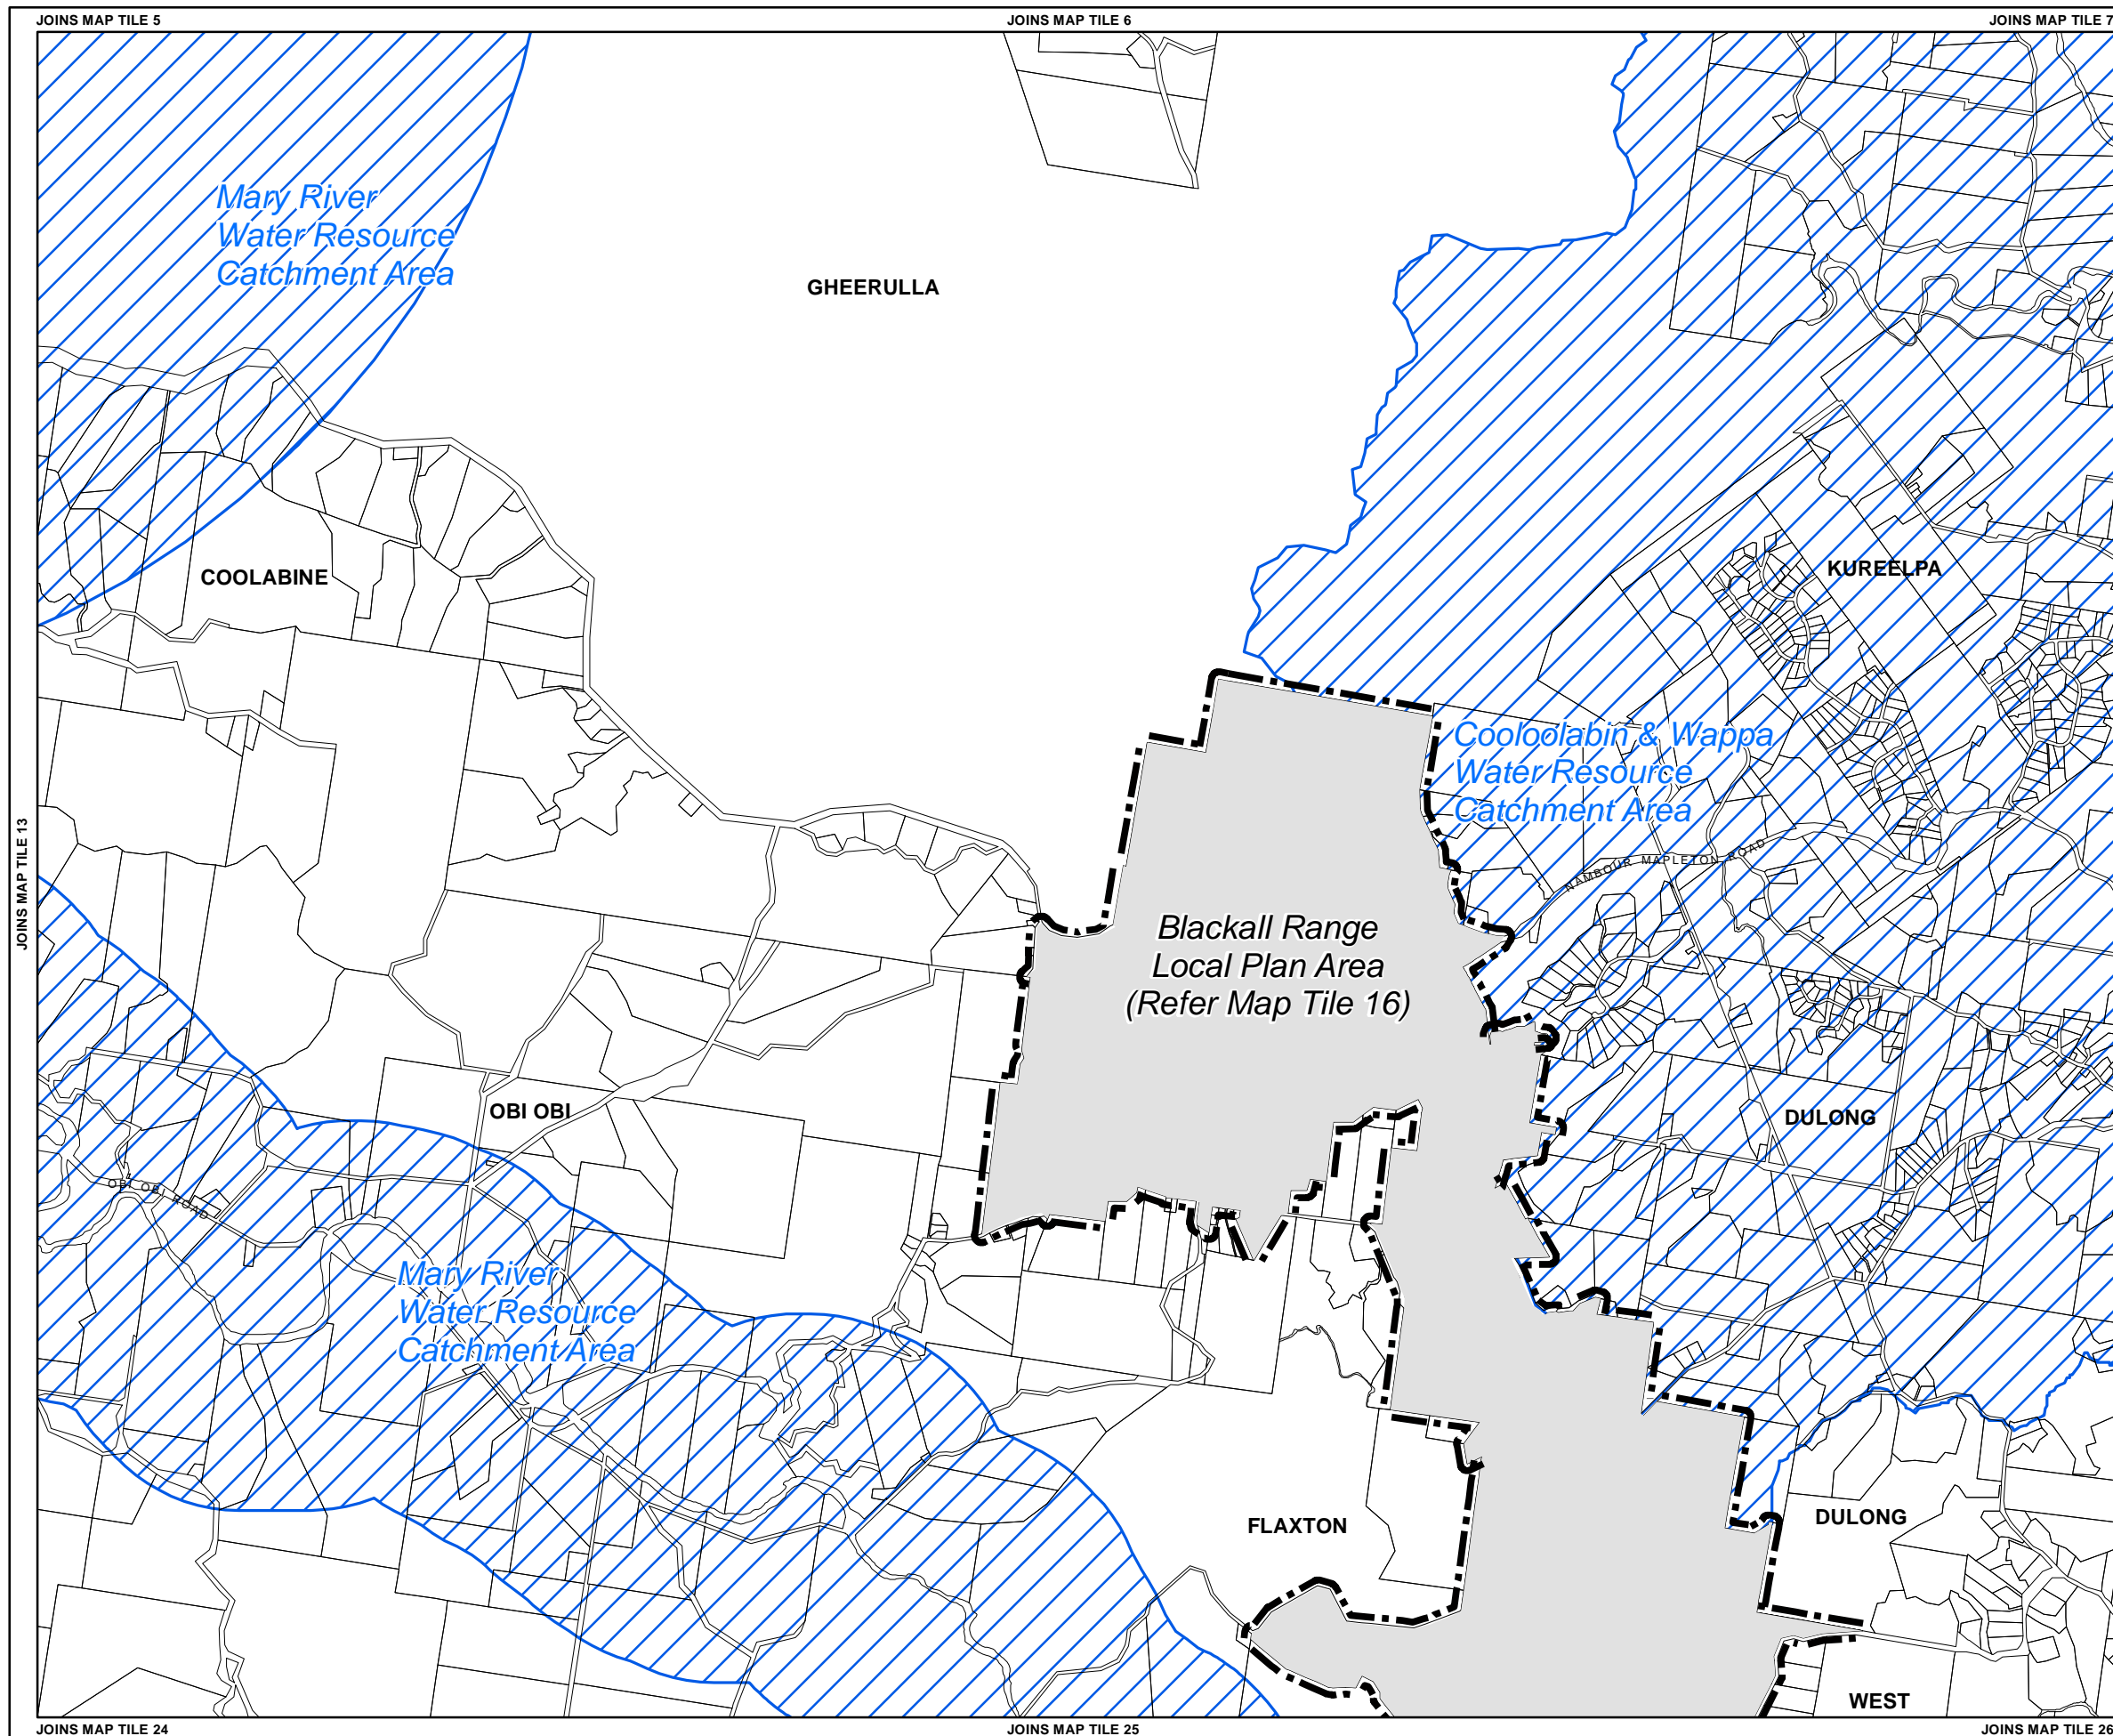 JOINS MAP TILE 5
JOINS MAP TILE 6
JOINS MAP TILE 7
Mary River
Water Resource
Catchment Area
GHEERULLA
COOLABINE
KUREELPA
Cooloolabin & Wappa
Water Resource
Catchment Area
JOINS MAP TILE 13
NAMBOUR MAPLETON ROAD
Blackall Range
Local Plan Area
(Refer Map Tile 16)
OBI OBI
DULONG
OBI OBI ROAD
Mary River
Water Resource
Catchment Area
FLAXTON
DULONG
WEST
JOINS MAP TILE 24
JOINS MAP TILE 25
JOINS MAP TILE 26